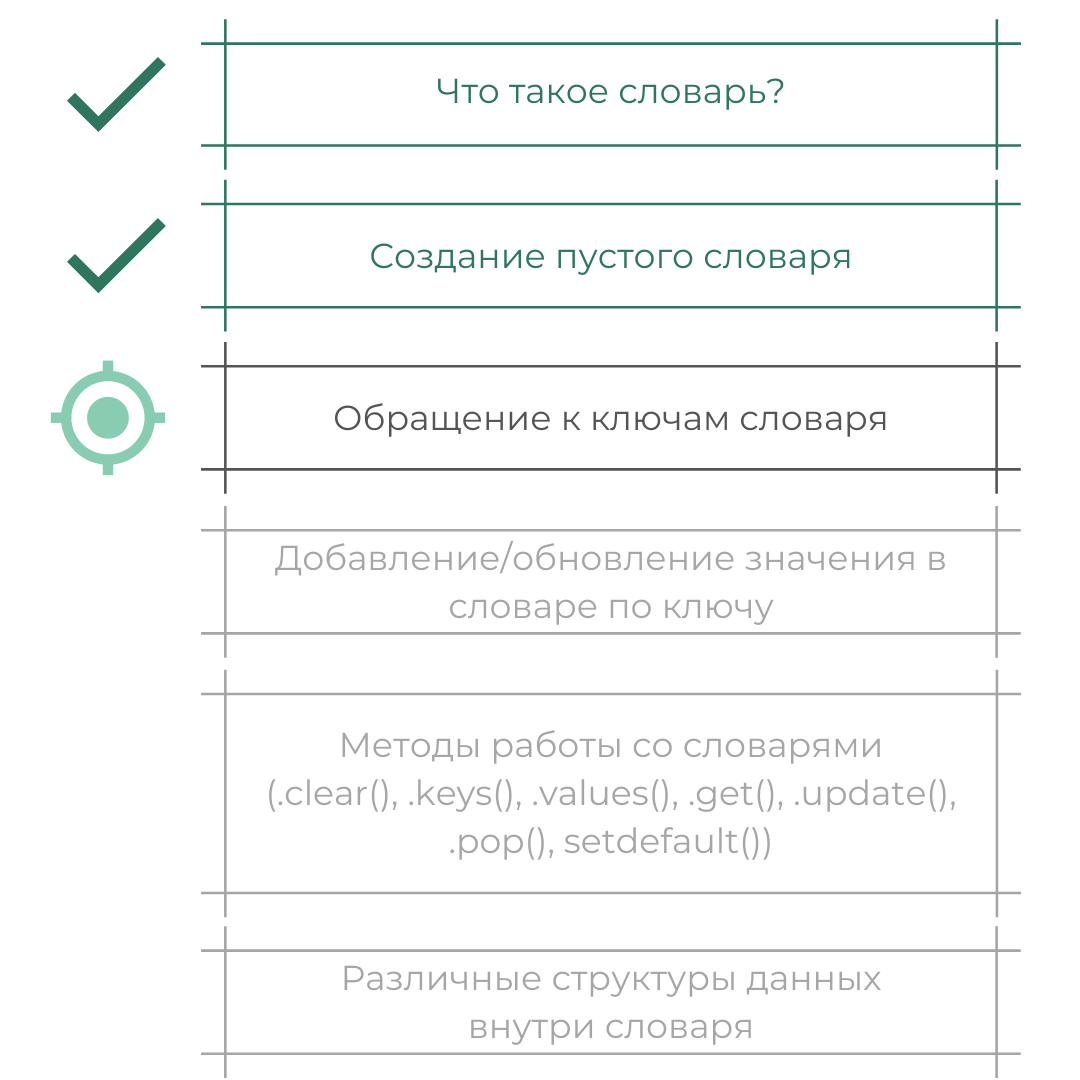 Что такое словарь?
Создание пустого словаря
Обращение к ключам словаря
Добавление/обновление значения в
словаре по ключу
Методы работы со словарями
(.clear(), .keys(), .values(), .get(), .update(),
.pop(), setdefault())
Различные структуры данных
внутри словаря